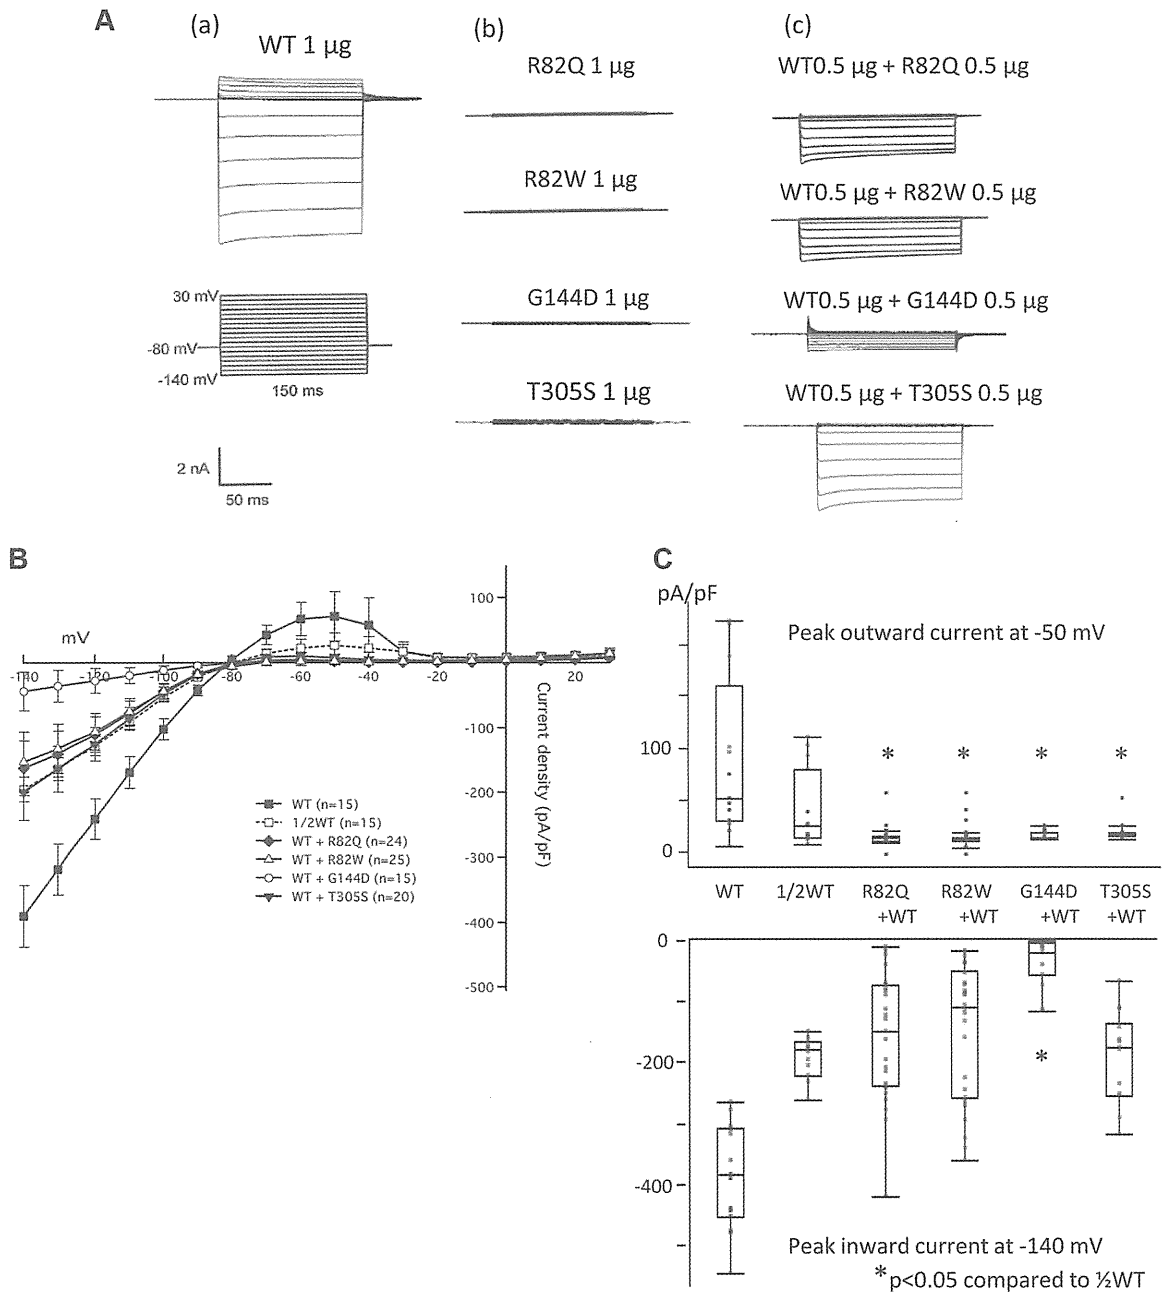 A
(a)
(b)
(c)
WT 1 µg
R82Q 1 µg
WT0.5 µg + R82Q 0.5 µg
R82W 1 µg
WT0.5 µg + R82W 0.5 µg
30 mV
-80 mV
-140 mV
150 ms
G144D 1 µg
WT0.5 µg + G144D 0.5 µg
T305S 1 µg
WT0.5 µg + T305S 0.5 µg
2 nA
50 ms
B
mV
100
-120
-100
-80
-60
-40
-20
20
-100
-200
-300
-400
-500
Current density (pA/pF)
WT (n=15)
1/2WT (n=15)
WT + R82Q (n=24)
WT + R82W (n=25)
WT + G144D (n=15)
WT + T305S (n=20)
C
pA/pF
Peak outward current at -50 mV
100
* * * *
0
WT 1/2WT R82Q R82W G144D T305S
+WT +WT +WT +WT
0
-200
*
-400
Peak inward current at -140 mV
*p<0.05 compared to ½WT